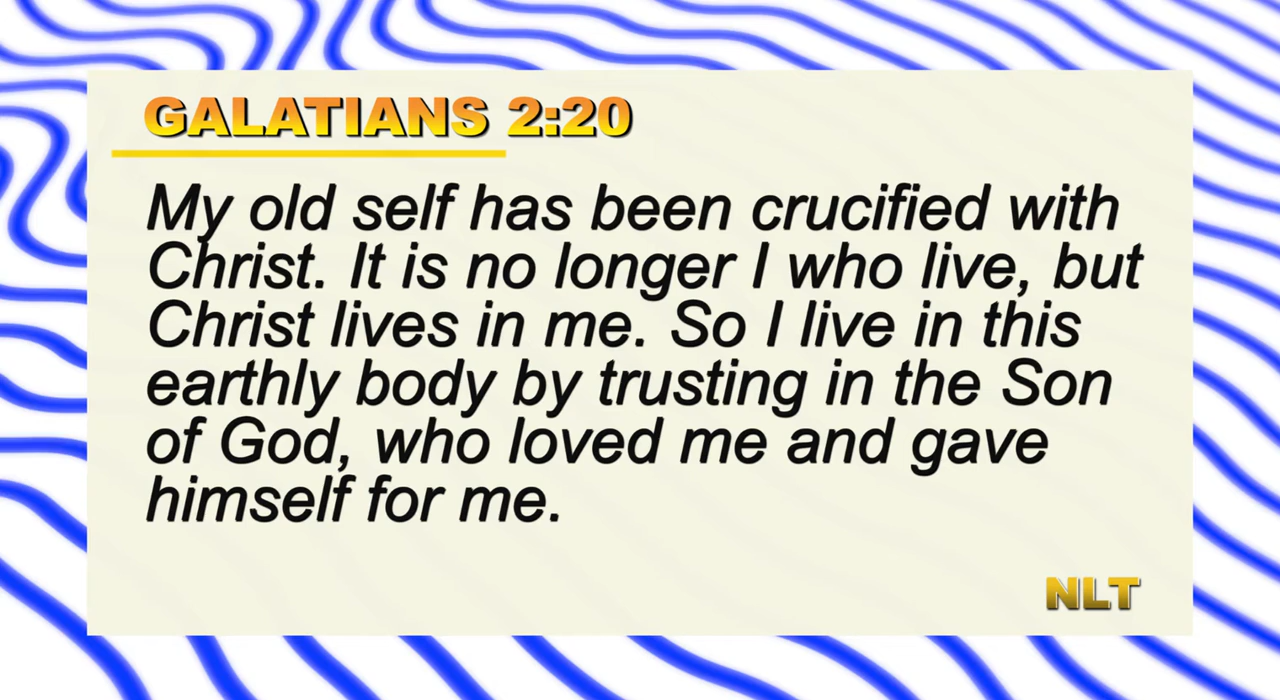 GALATIANS 2:20
My old self has been crucified with
Christ. It is no longer I who live, but
Christ lives in me. So I live in this
earthly body by trusting in the Son
of God, who loved me and gave
himself for me.
NLT